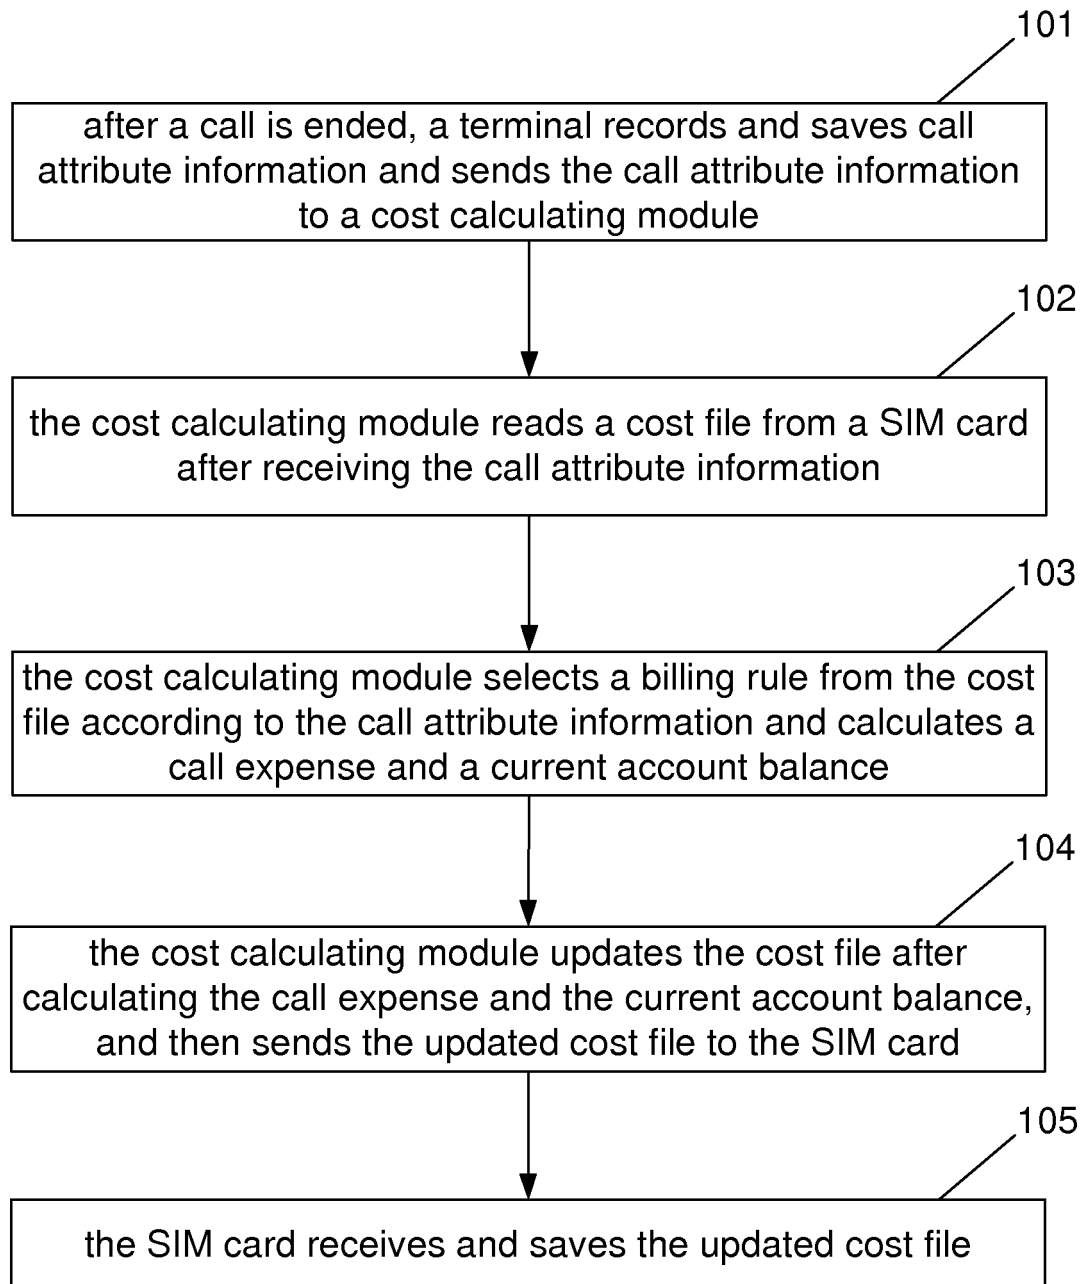 101
after a call is ended, a terminal records and saves call
attribute information and sends the call attribute information
to a cost calculating module
102
the cost calculating module reads a cost file from a SIM card
after receiving the call attribute information
103
the cost calculating module selects a billing rule from the cost
file according to the call attribute information and calculates a
call expense and a current account balance
104
the cost calculating module updates the cost file after
calculating the call expense and the current account balance,
and then sends the updated cost file to the SIM card
105
the SIM card receives and saves the updated cost file